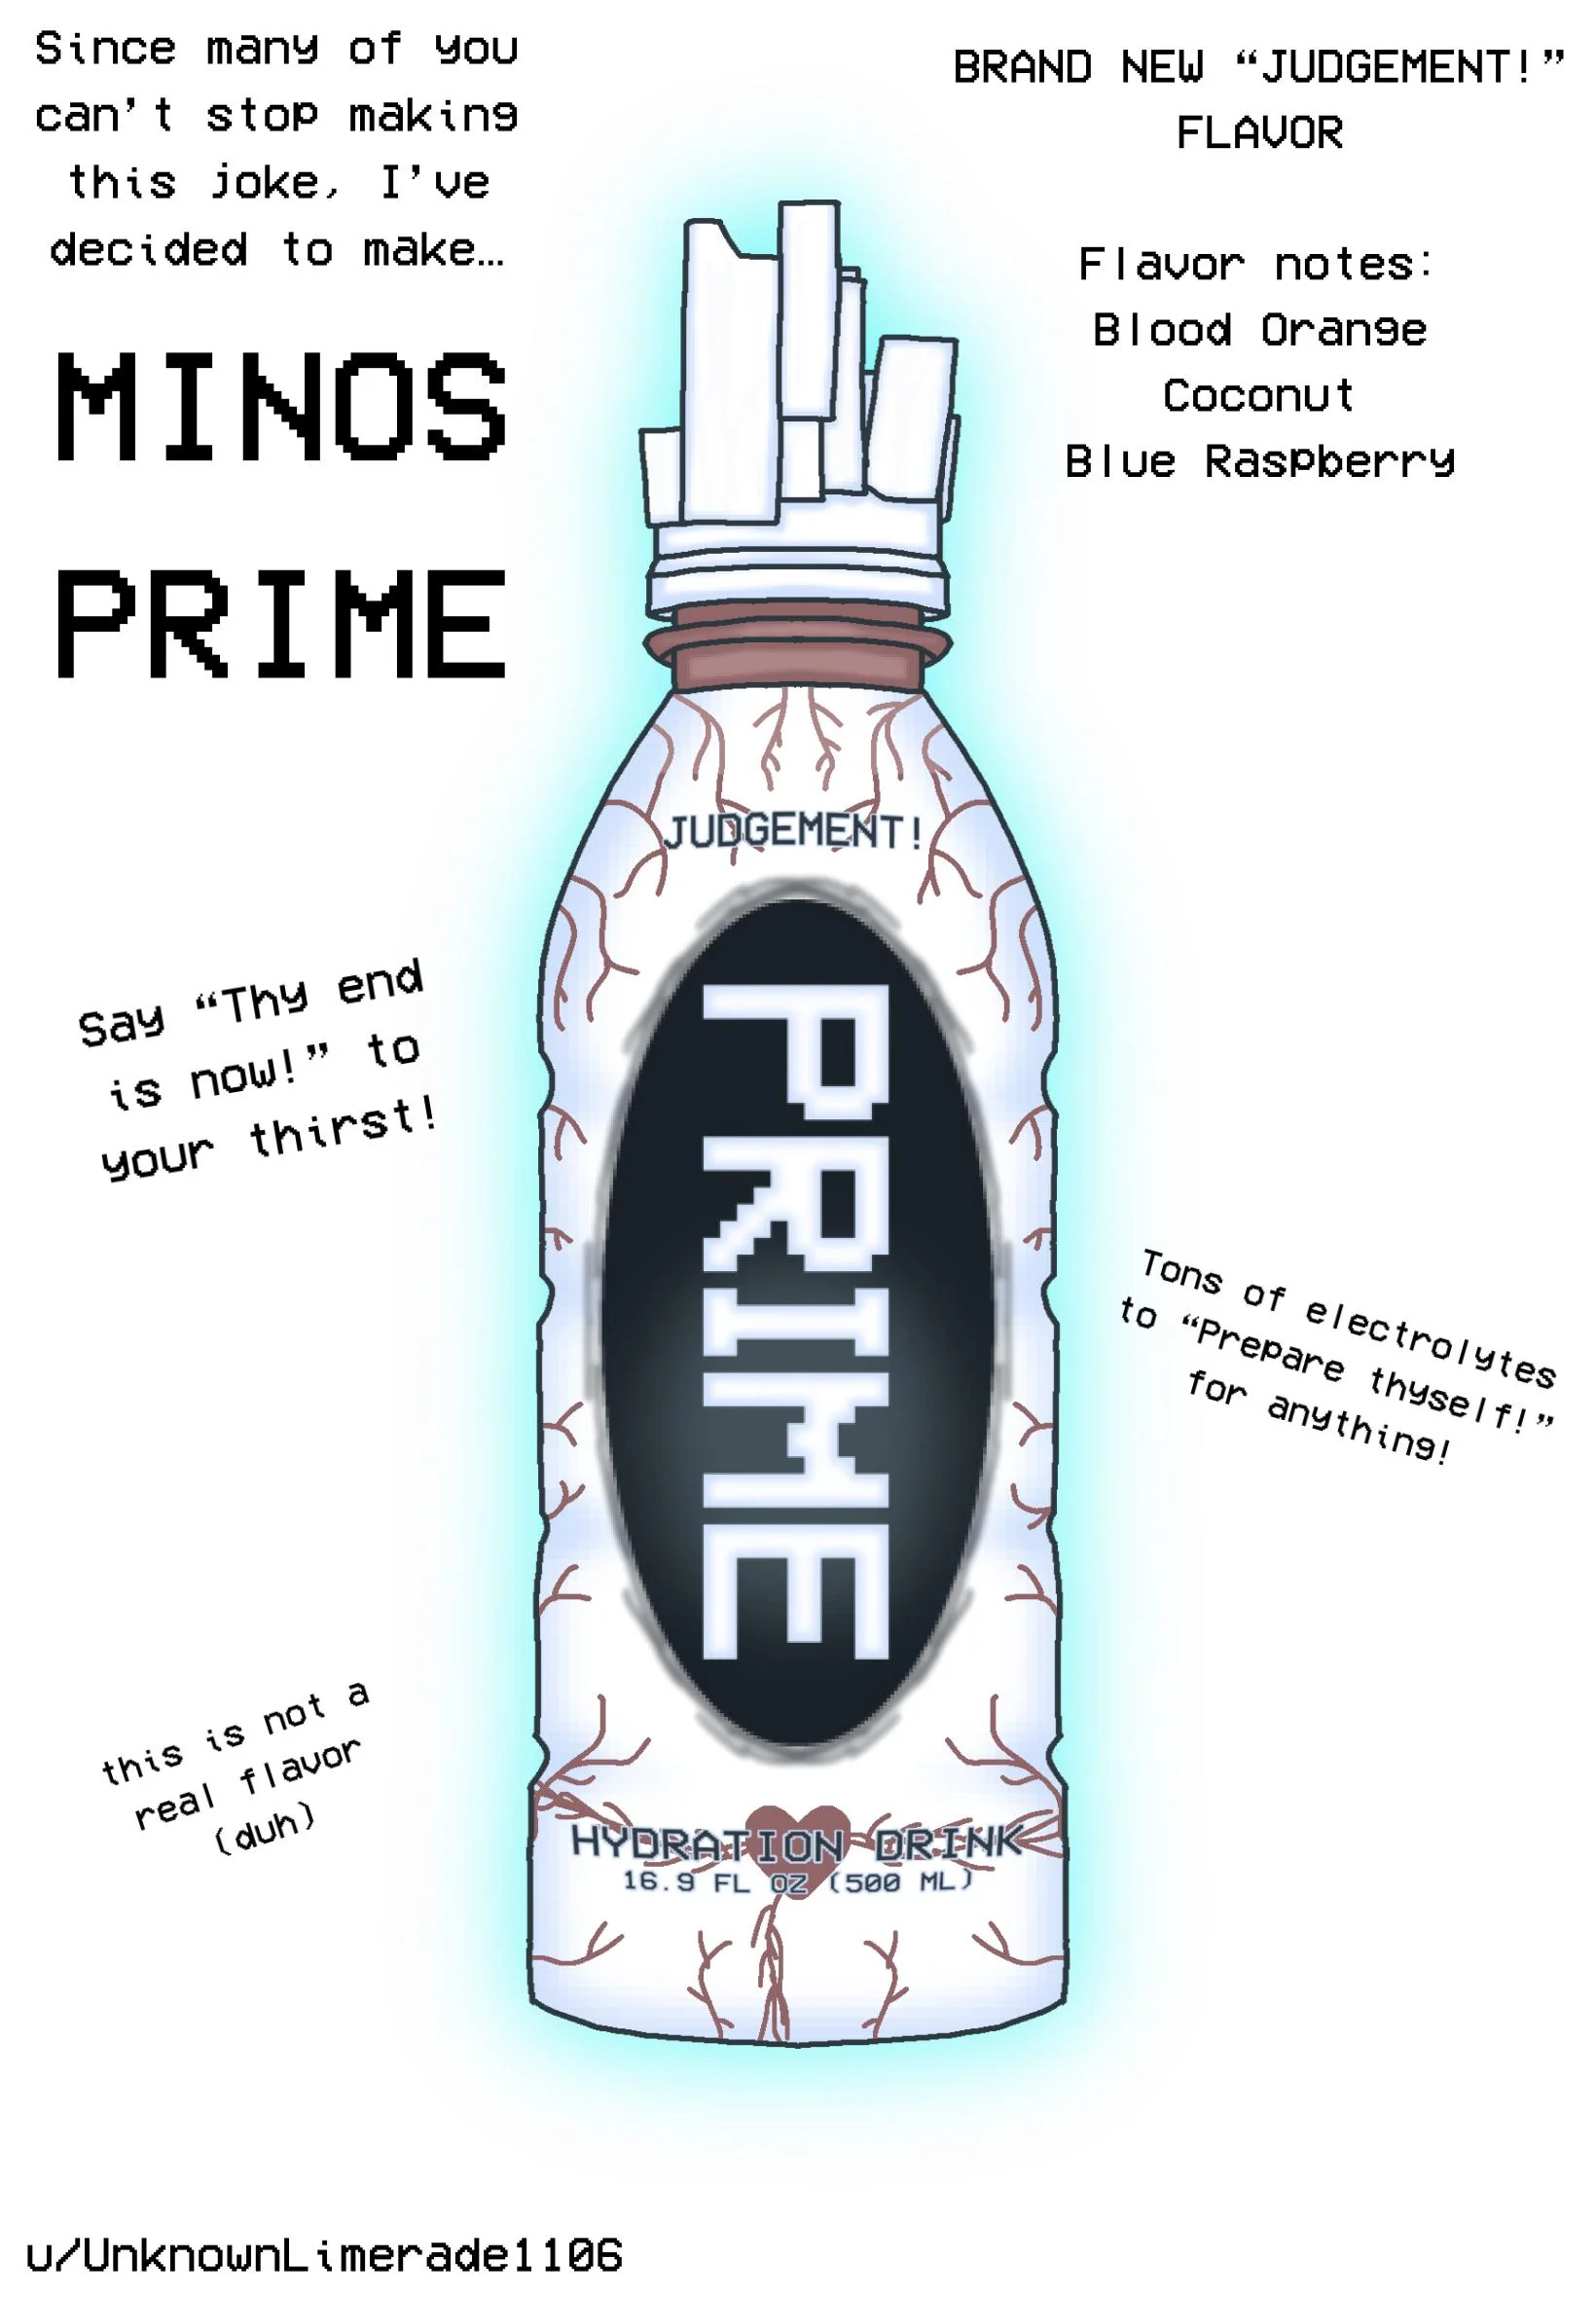 Since many of you
can't stop making
this joke, I've
decided to make…
MINOS
PRIME
BRAND NEW “JUDGEMENT!”
FLAVOR
Flavor notes:
Blood Orange
Coconut
Blue Raspberry
JUDGEMENT!
PRIME
Say “Thy end
is now!” to
your thirst!
Tons of electrolytes
to “Prepare thyself!”
for anything!
this is not a
real flavor
(duh)
HYDRATION DRINK
16.9 FL OZ (500 ML)
u/UnknownLimerade1106